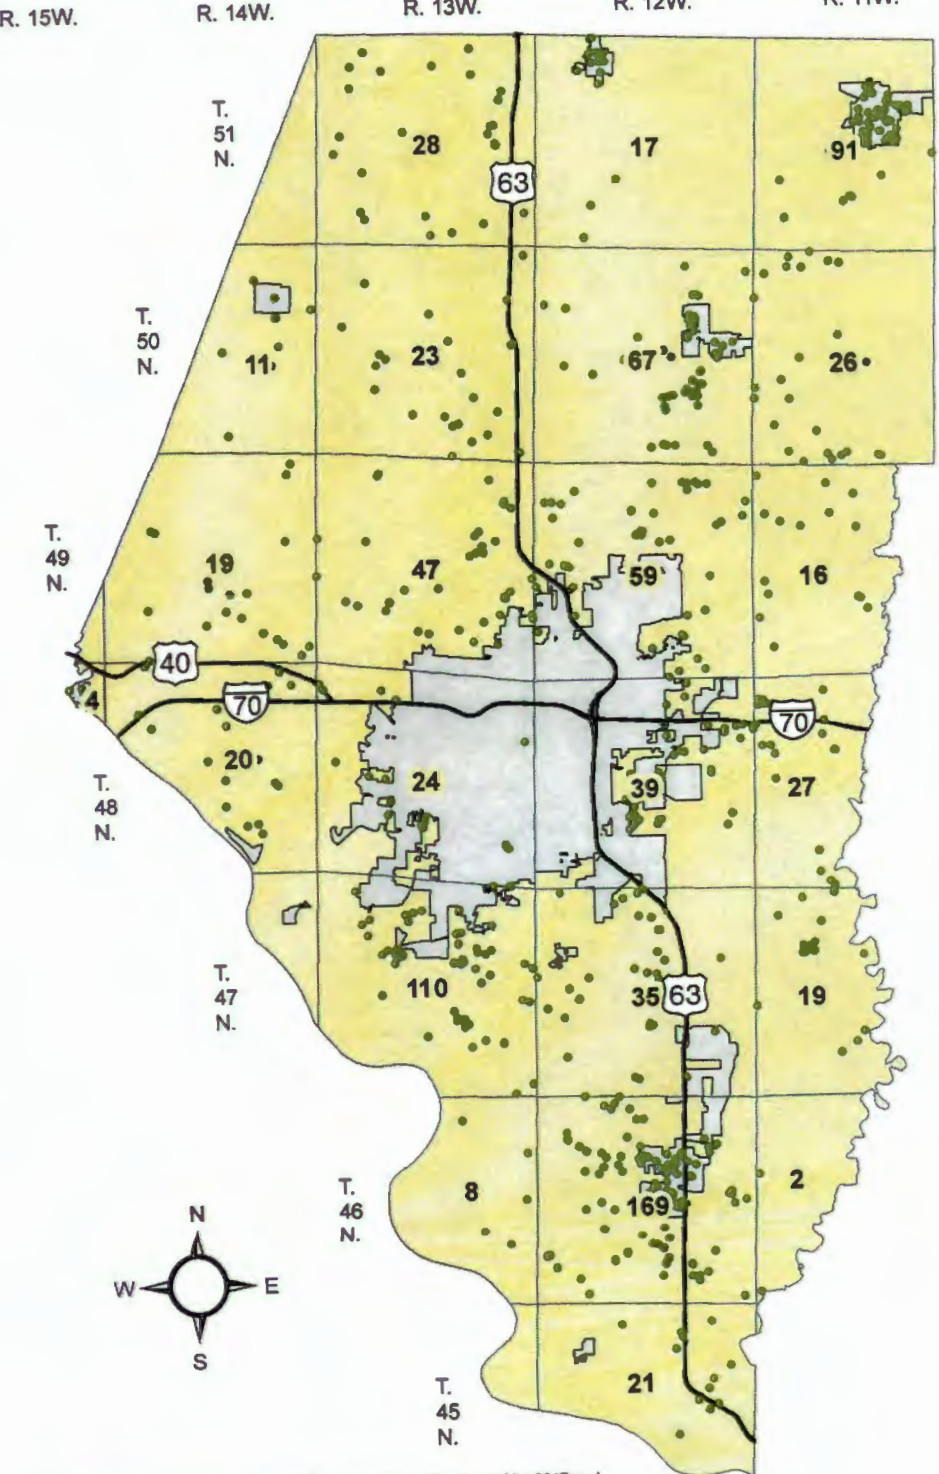 R. 15W. R. 14W. R. 13W. R. 12W. R. 11W.
T.
51
N.
28 17 91
63
T.
50
N.
11 23 67 26
T.
49
N.
19 47 59 16
40
4 70 70
20 24 39 27
T.
48
N.
T.
47
N.
110 35 63 19
T.
46
N.
8 169 2
N
W E
S
21
T.
45
N.